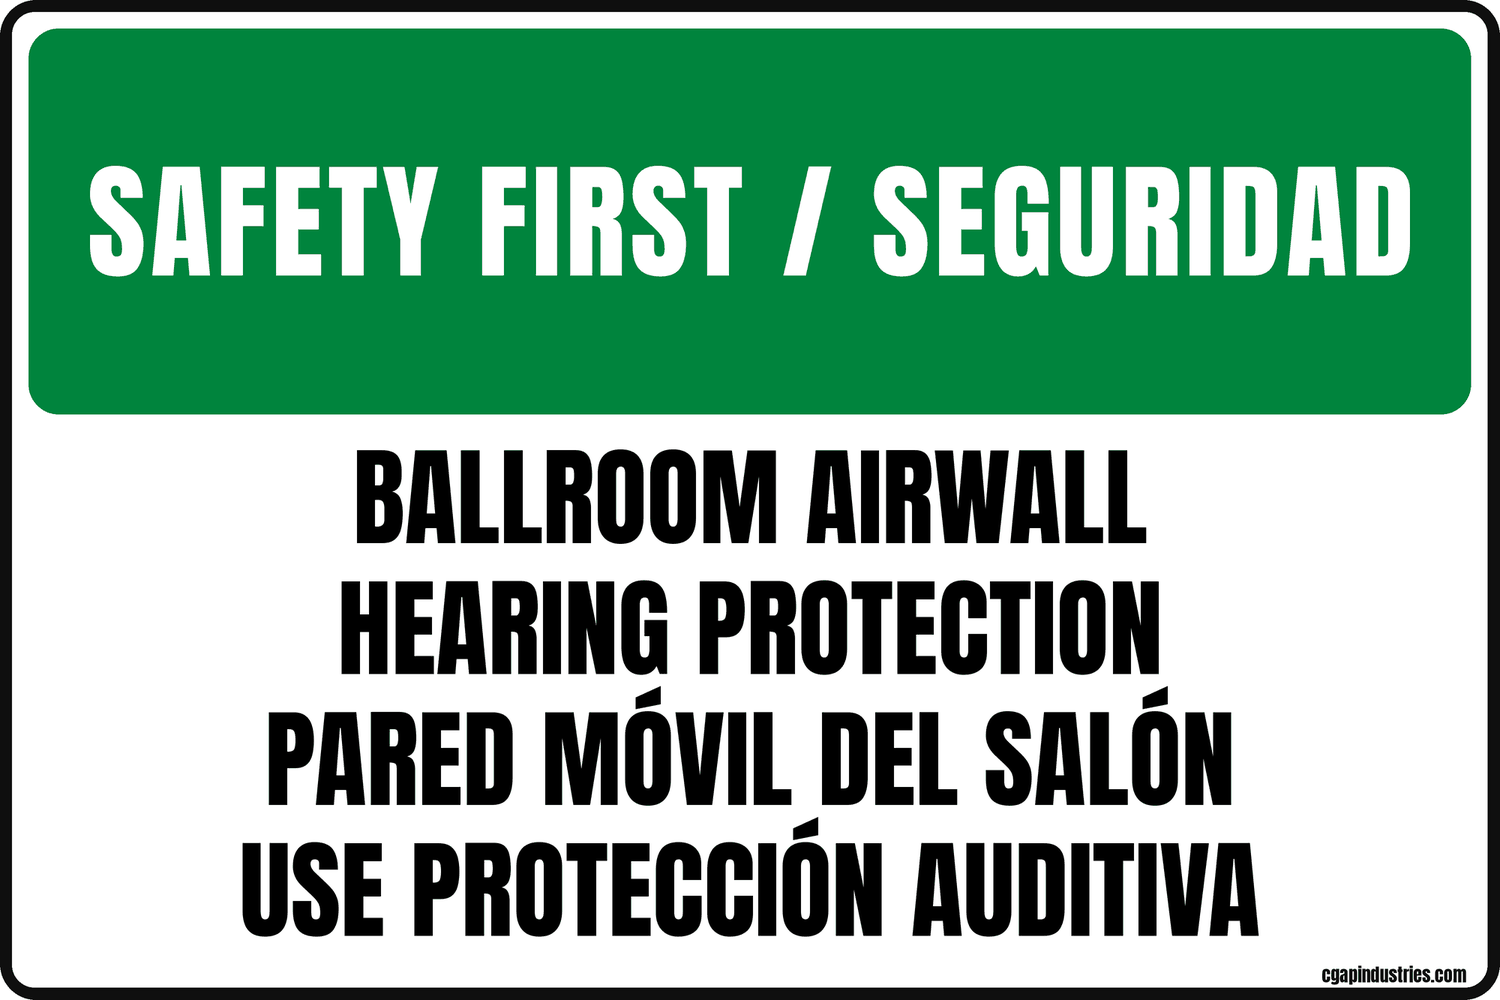 SAFETY FIRST / SEGURIDAD
BALLROOM AIRWALL
HEARING PROTECTION
PARED MÓVIL DEL SALÓN
USE PROTECCIÓN AUDITIVA
cgapindustries.com